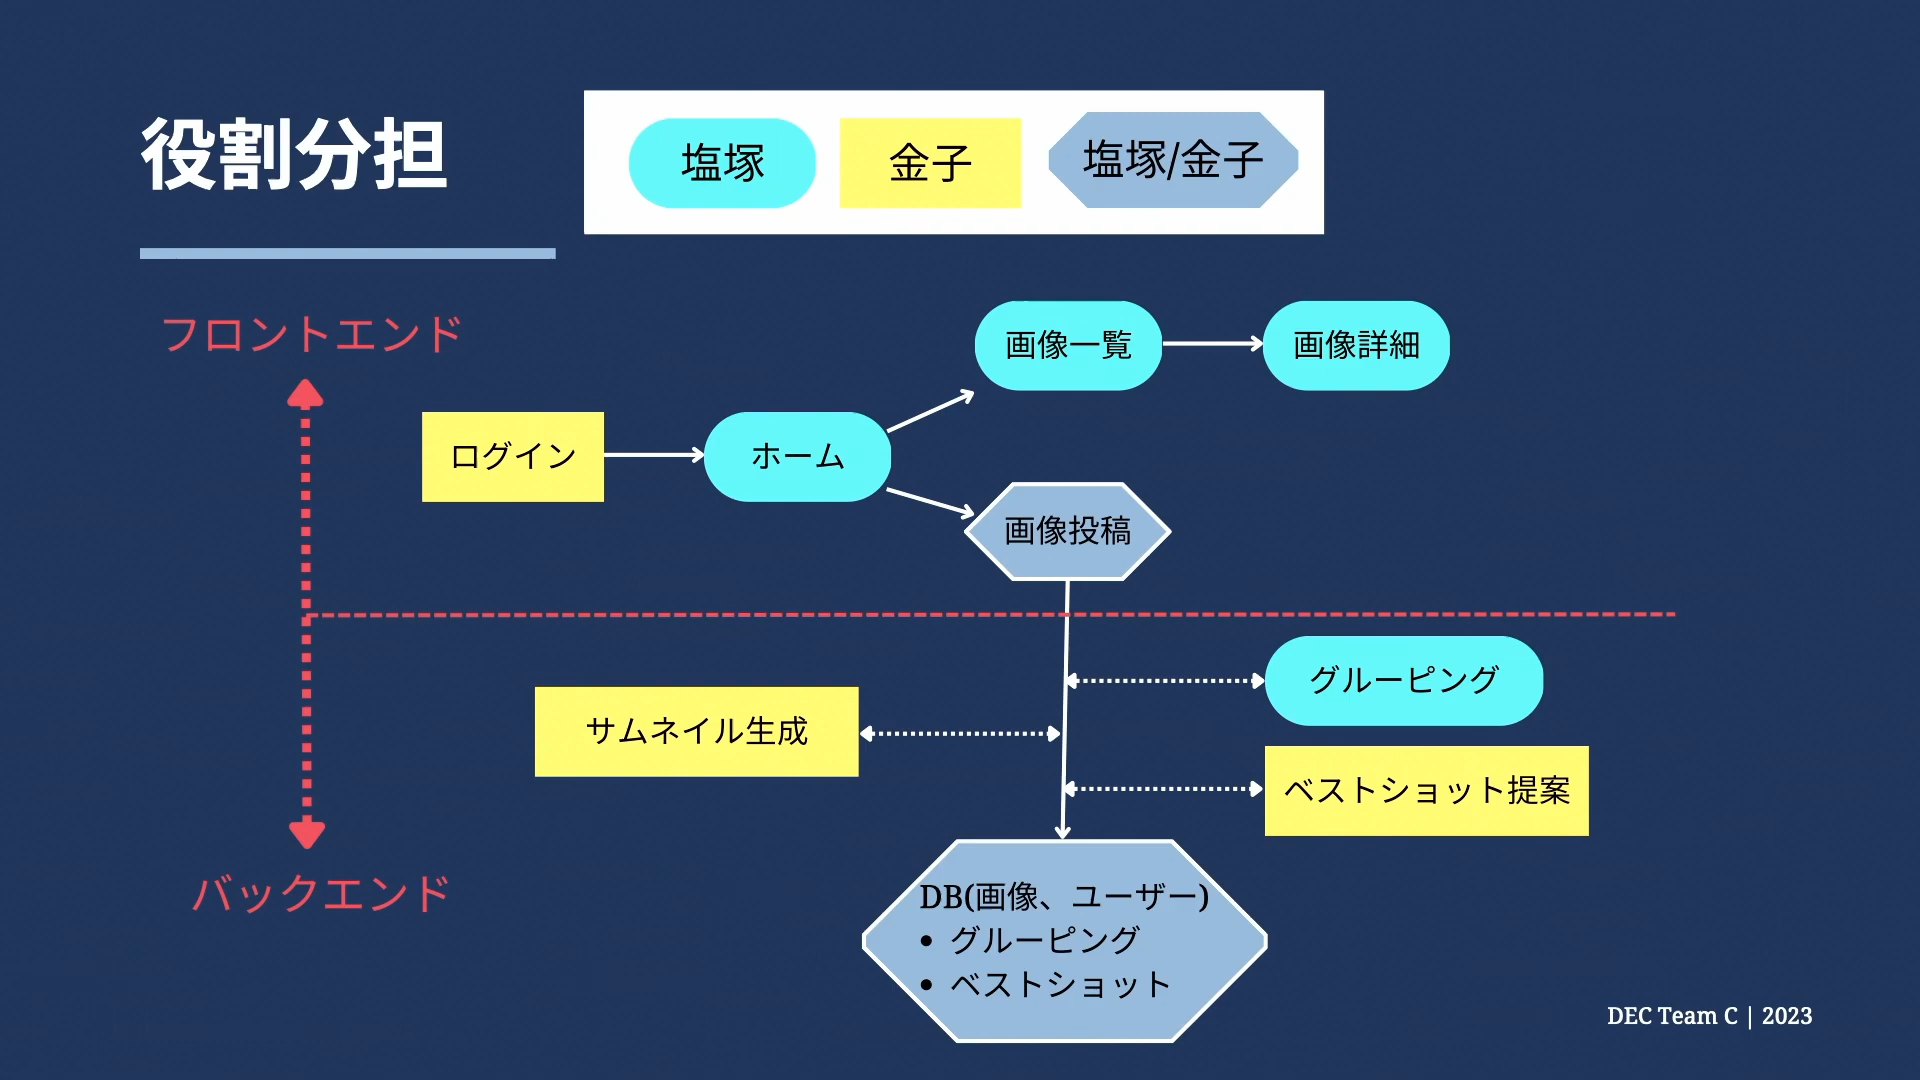 役割分担
塩塚
金子
塩塚/金子
フロントエンド
画像一覧
画像詳細
ログイン
ホーム
画像投稿
グルーピング
サムネイル生成
ベストショット提案
バックエンド
DB(画像、ユーザー)
• グルーピング
• ベストショット
DEC Team C | 2023